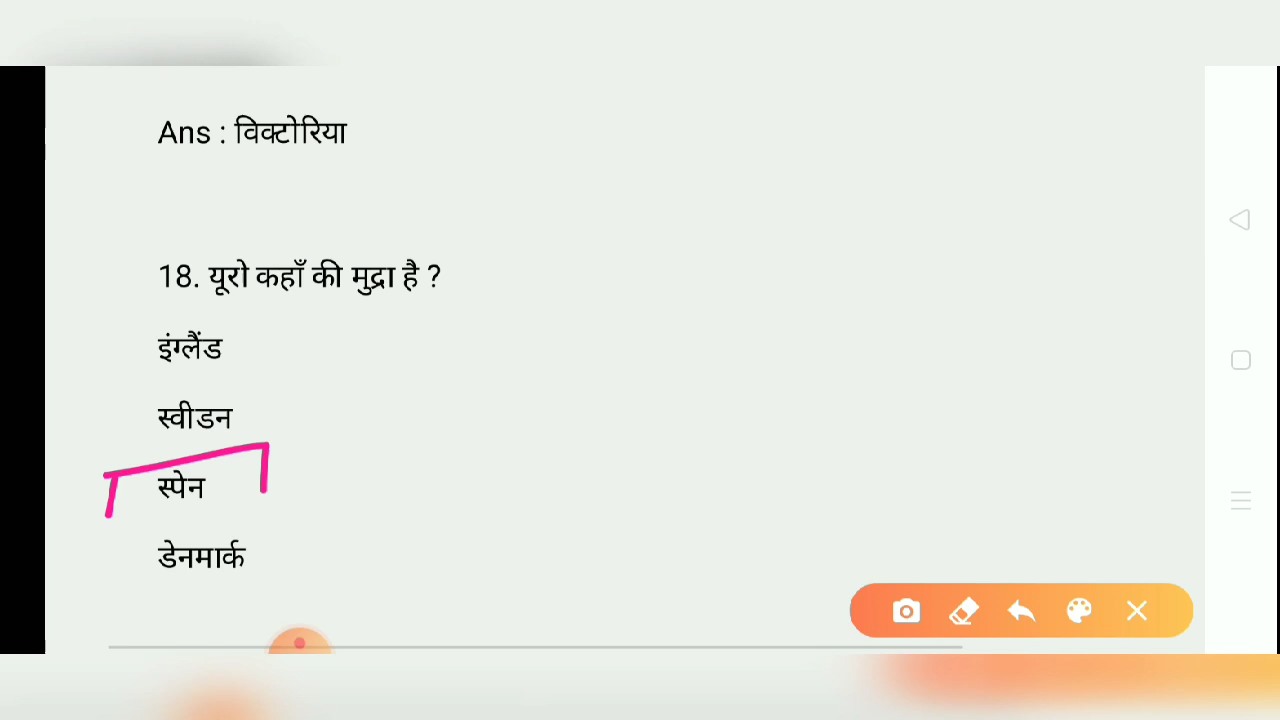 Ans : विक्टोरिया
18. यूरो कहाँ की मुद्रा है ?
इंग्लैंड
स्वीडन
स्पेन
डेनमार्क